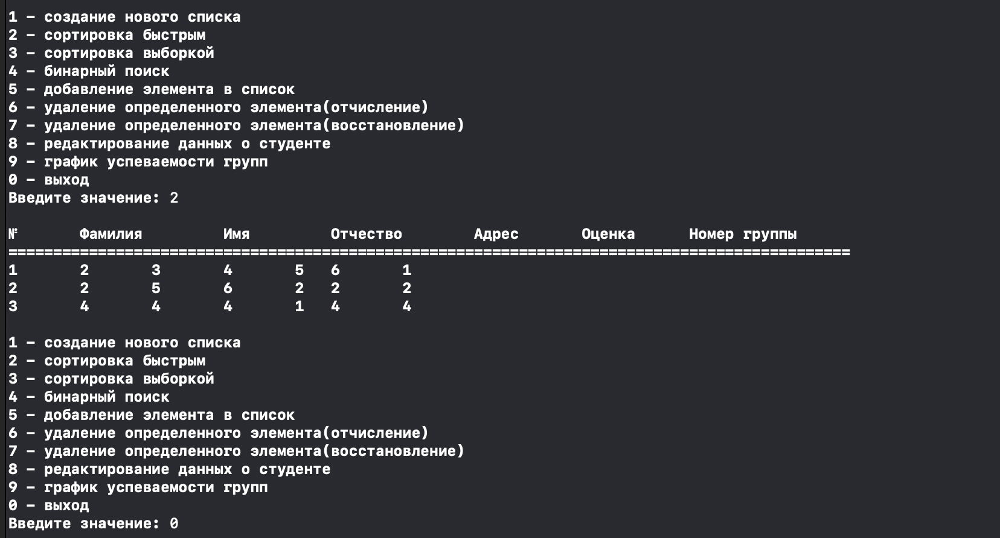 1 – создание нового списка
2 – сортировка быстрым
3 – сортировка выборкой
4 – бинарный поиск
5 – добавление элемента в список
6 – удаление определенного элемента(отчисление)
7 – удаление определенного элемента(восстановление)
8 – редактирование данных о студенте
9 – график успеваемости групп
0 – выход
Введите значение: 2
№ Фамилия Имя Отчество Адрес Оценка Номер группы
==============================================================================================
1 2 3 4 5 6 1
2 2 5 6 2 2 2
3 4 4 4 1 4 4
1 – создание нового списка
2 – сортировка быстрым
3 – сортировка выборкой
4 – бинарный поиск
5 – добавление элемента в список
6 – удаление определенного элемента(отчисление)
7 – удаление определенного элемента(восстановление)
8 – редактирование данных о студенте
9 – график успеваемости групп
0 – выход
Введите значение: 0